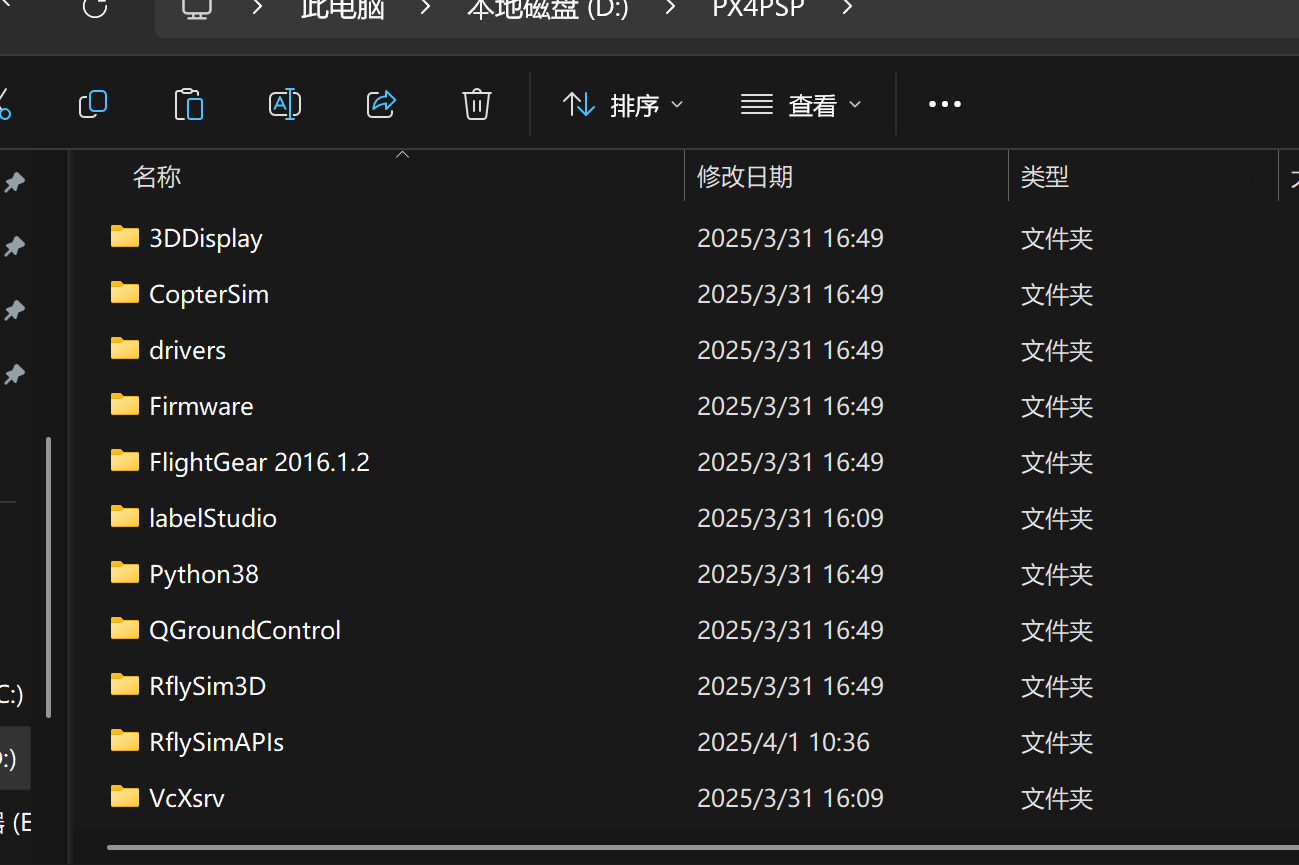 此电脑 本地磁盘 (D:) PX4PSP
排序 查看
名称 修改日期 类型
3DDisplay 2025/3/31 16:49 文件夹
CopterSim 2025/3/31 16:49 文件夹
drivers 2025/3/31 16:49 文件夹
Firmware 2025/3/31 16:49 文件夹
FlightGear 2016.1.2 2025/3/31 16:49 文件夹
labelStudio 2025/3/31 16:09 文件夹
Python38 2025/3/31 16:49 文件夹
QGroundControl 2025/3/31 16:49 文件夹
RflySim3D 2025/3/31 16:49 文件夹
C:)
RflySimAPIs 2025/4/1 10:36 文件夹
:)
VcXsrv 2025/3/31 16:09 文件夹
(E